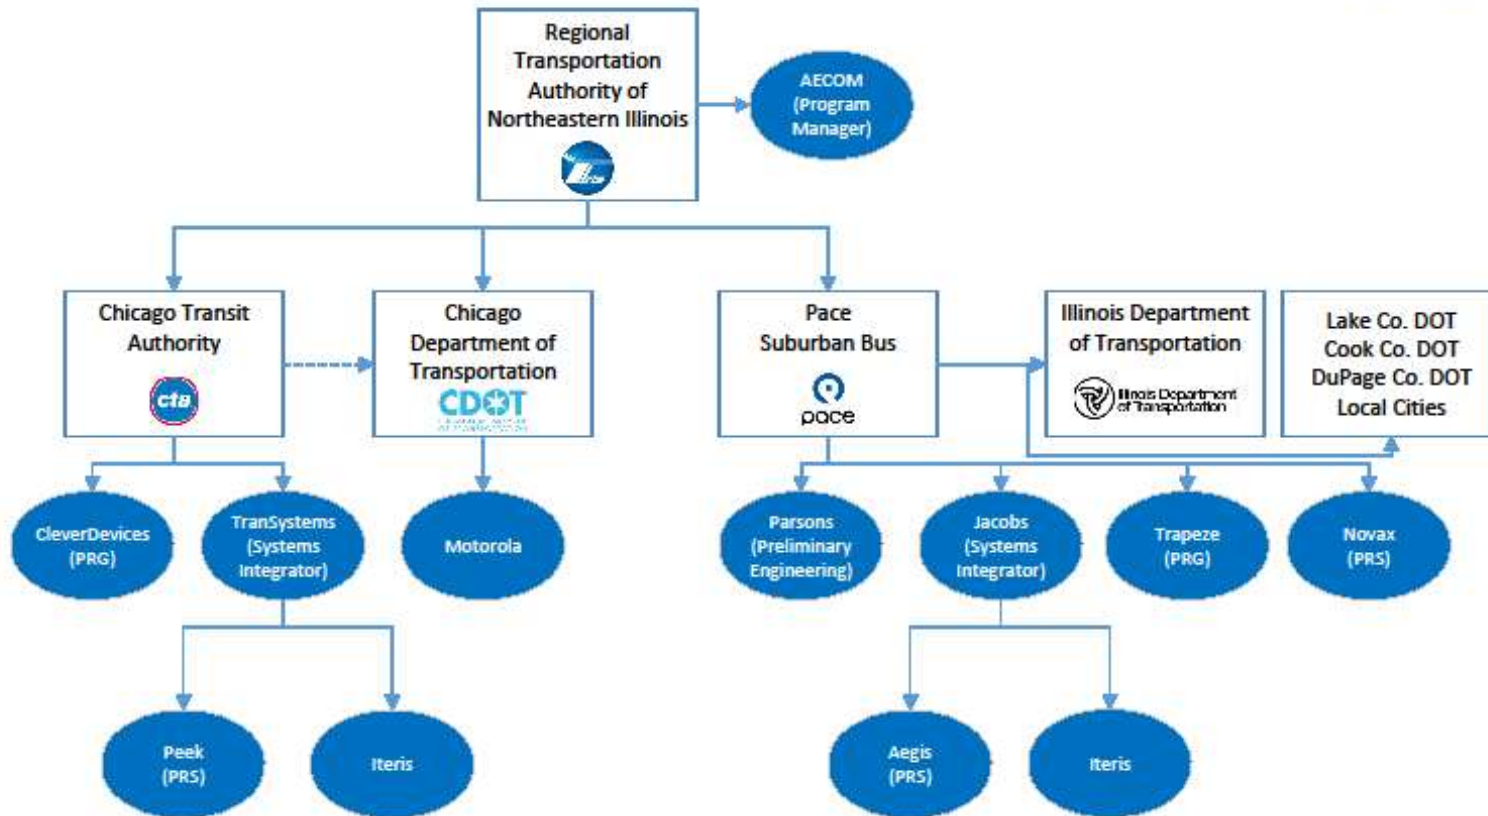 Regional
Transportation
Authority of
Northeastern Illinois
AECOM
(Program
Manager)
Chicago Transit
Authority
cta
Chicago
Department of
Transportation
CDOT
Pace
Suburban Bus
pace
Illinois Department
of Transportation
Illinois Department
of Transportation
Lake Co. DOT
Cook Co. DOT
DuPage Co. DOT
Local Cities
CleverDevices
(PRG)
TranSystems
(Systems
Integrator)
Motorola
Parsons
(Preliminary
Engineering)
Jacobs
(Systems
Integrator)
Trapeze
(PRG)
Novax
(PRS)
Peek
(PRS)
Iteris
Aegis
(PRS)
Iteris